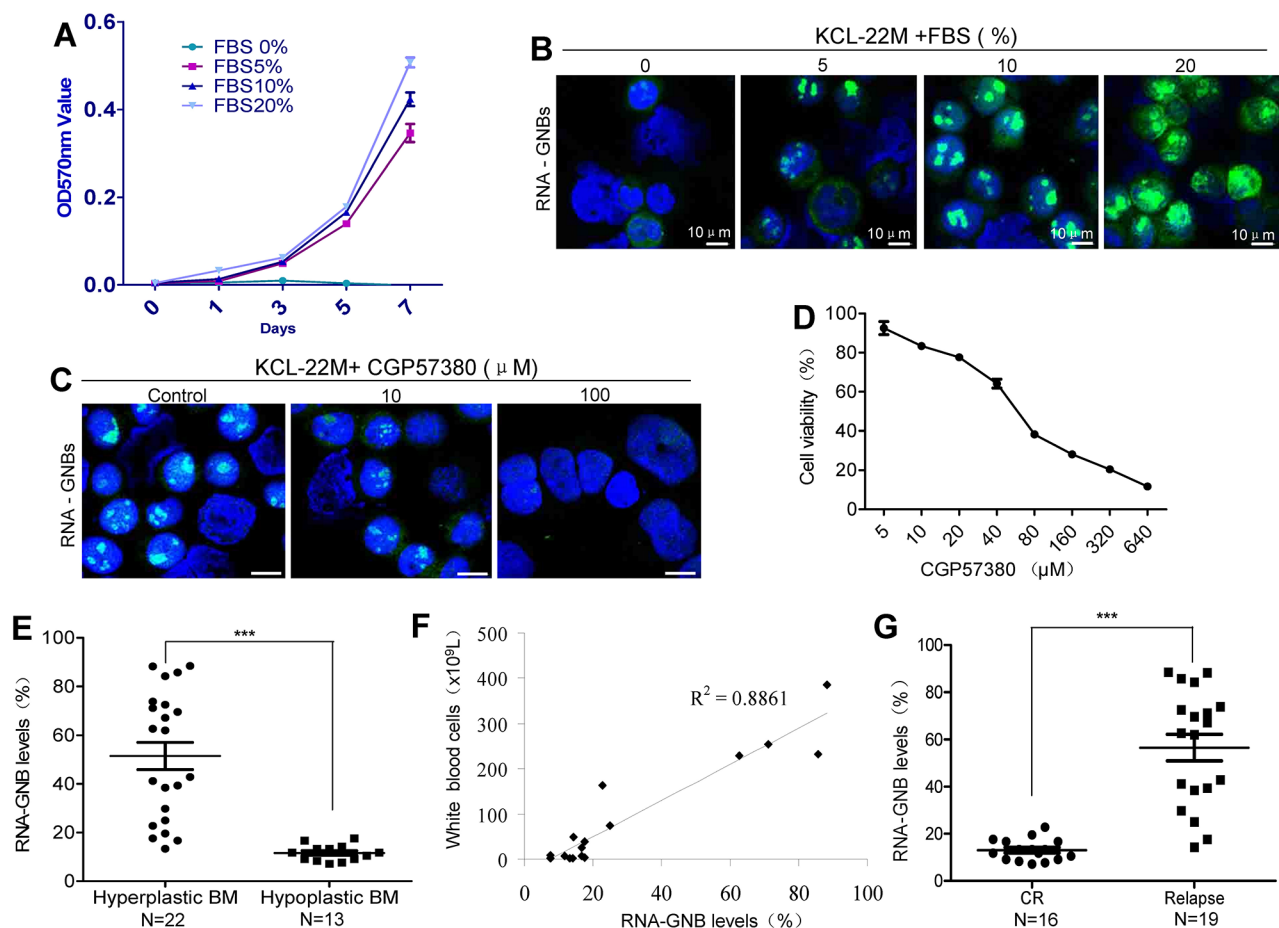 A
0.6
0.4
0.2
0.0
OD570nm Value
FBS 0%
FBS5%
FBS10%
FBS20%
0
1
3
5
7
Days
B
KCL-22M +FBS ( %)
0
5
10
20
RNA - GNBs
10 μ m
10 μ m
10 μ m
10 μ m
C
KCL-22M+ CGP57380 ( μ M)
Control
10
100
RNA - GNBs
D
100
80
60
40
20
0
Cell viability (%)
5
10
20
40
80
160
320
640
CGP57380 (μM)
E
100
80
60
40
20
0
RNA-GNB levels (%)
***
Hyperplastic BM
N=22
Hypoplastic BM
N=13
F
500
400
300
200
100
0
White blood cells (x10⁹L)
R² = 0.8861
0
20
40
60
80
100
RNA-GNB levels (%)
G
100
80
60
40
20
0
RNA-GNB levels (%)
***
CR
N=16
Relapse
N=19